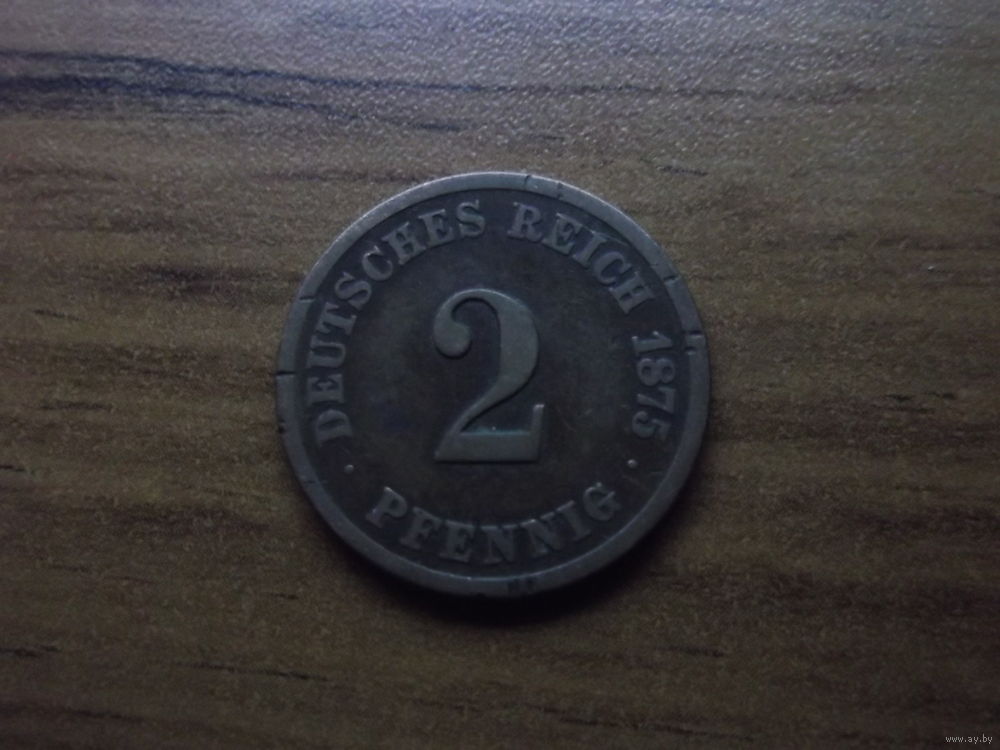 DEUTSCHES REICH 1875
2
· PFENNIG ·
www.ay.by